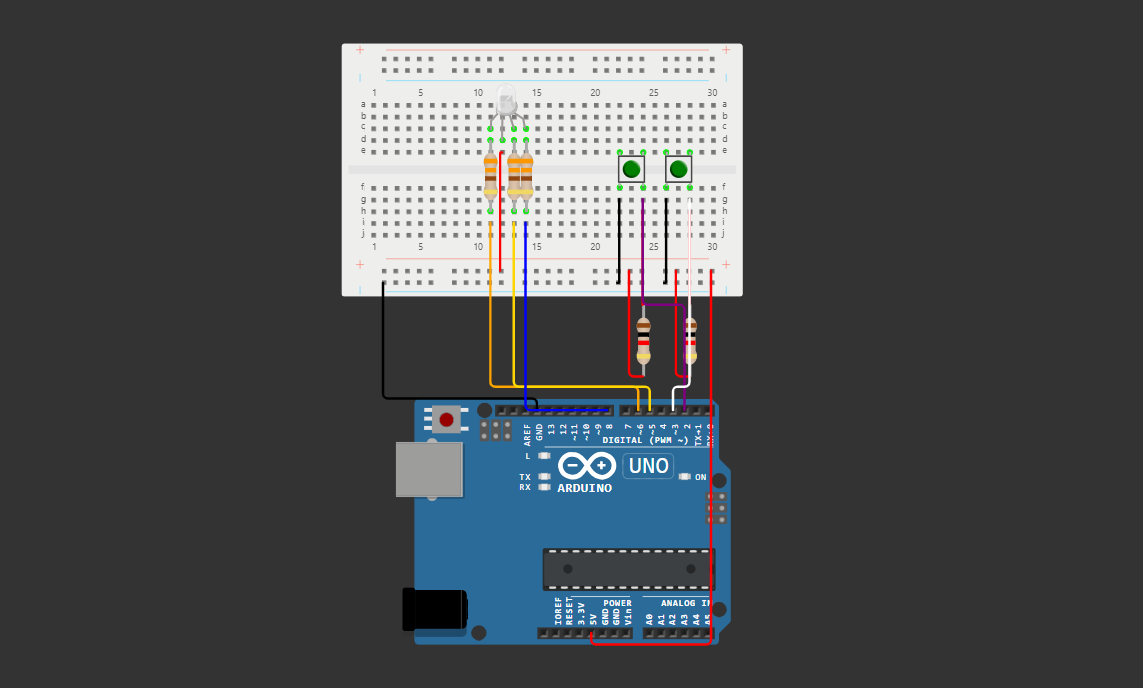 1 5 10 15 20 25 30
a a
b b
c c
d d
e e
f f
g g
h h
i i
j j
1 5 10 15 20 25 30
AREF GND 13 12 ~11 ~10 ~9 8 7 ~6 ~5 4 ~3 2 TX→1
DIGITAL (PWM ~)
L
UNO
TX
RX
ON
ARDUINO
POWER
ANALOG IN
IOREF RESET 3.3V 5V GND GND Vin A0 A1 A2 A3 A4 A5